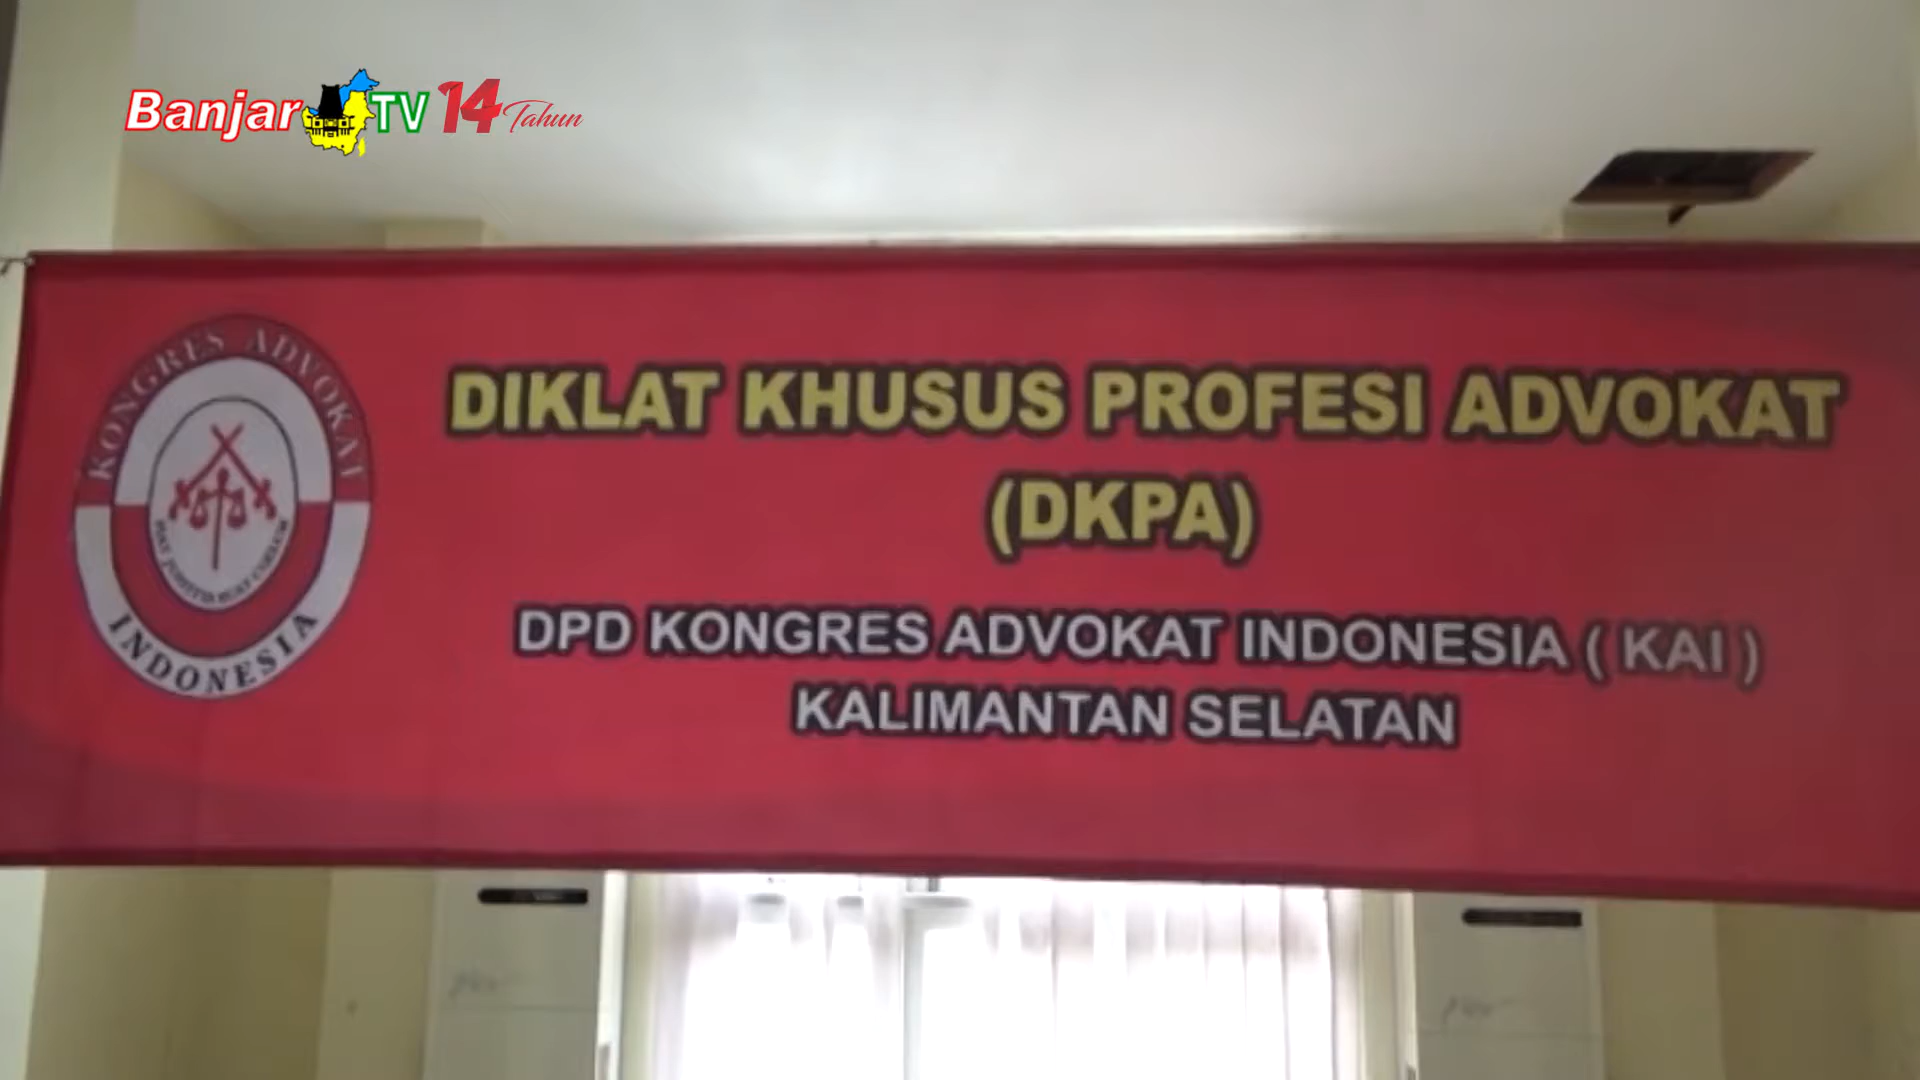 Banjar TV 14 Tahun
KONGRES ADVOKAT
INDONESIA
DIKLAT KHUSUS PROFESI ADVOKAT
(DKPA)
DPD KONGRES ADVOKAT INDONESIA ( KAI )
KALIMANTAN SELATAN